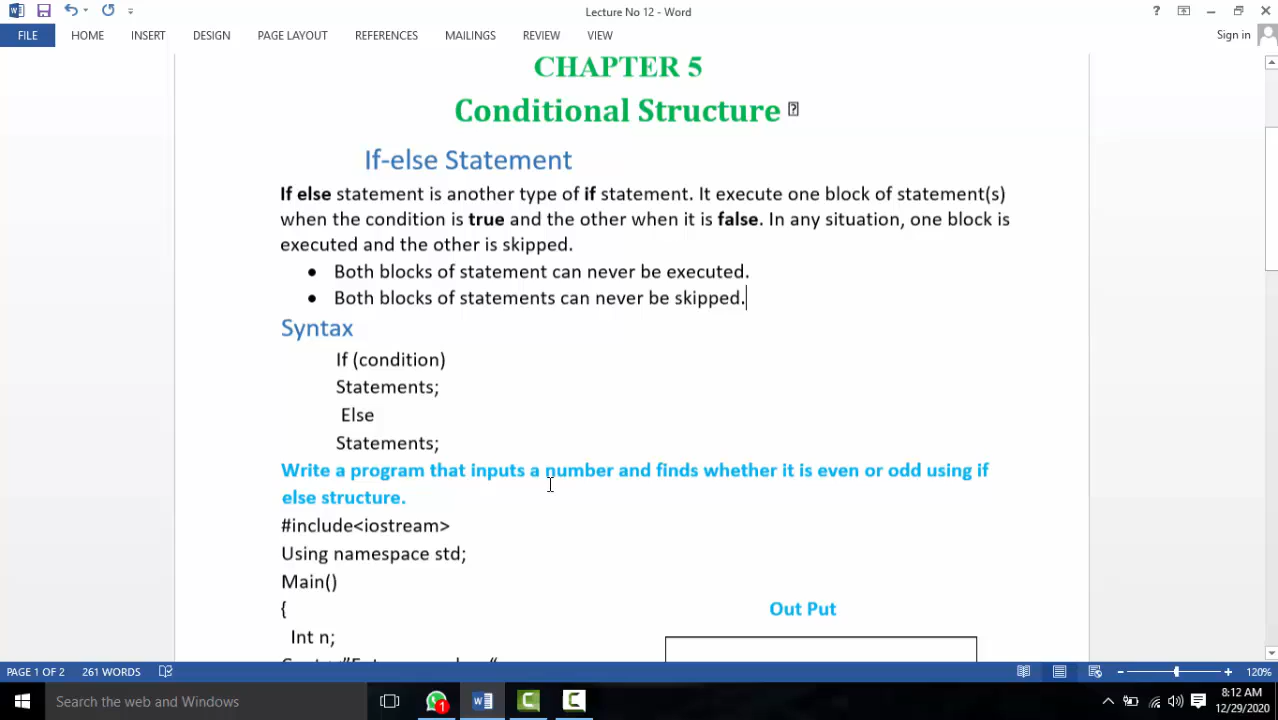 Lecture No 12 - Word
?
FILE HOME INSERT DESIGN PAGE LAYOUT REFERENCES MAILINGS REVIEW VIEW Sign in
CHAPTER 5
Conditional Structure
If-else Statement
If else statement is another type of if statement. It execute one block of statement(s)
when the condition is true and the other when it is false. In any situation, one block is
executed and the other is skipped.
• Both blocks of statement can never be executed.
• Both blocks of statements can never be skipped.
Syntax
If (condition)
Statements;
Else
Statements;
Write a program that inputs a number and finds whether it is even or odd using if
else structure.
#include<iostream>
Using namespace std;
Main()
{
Int n;
Out Put
PAGE 1 OF 2 261 WORDS 120%
Search the web and Windows
1
8:12 AM
12/29/2020